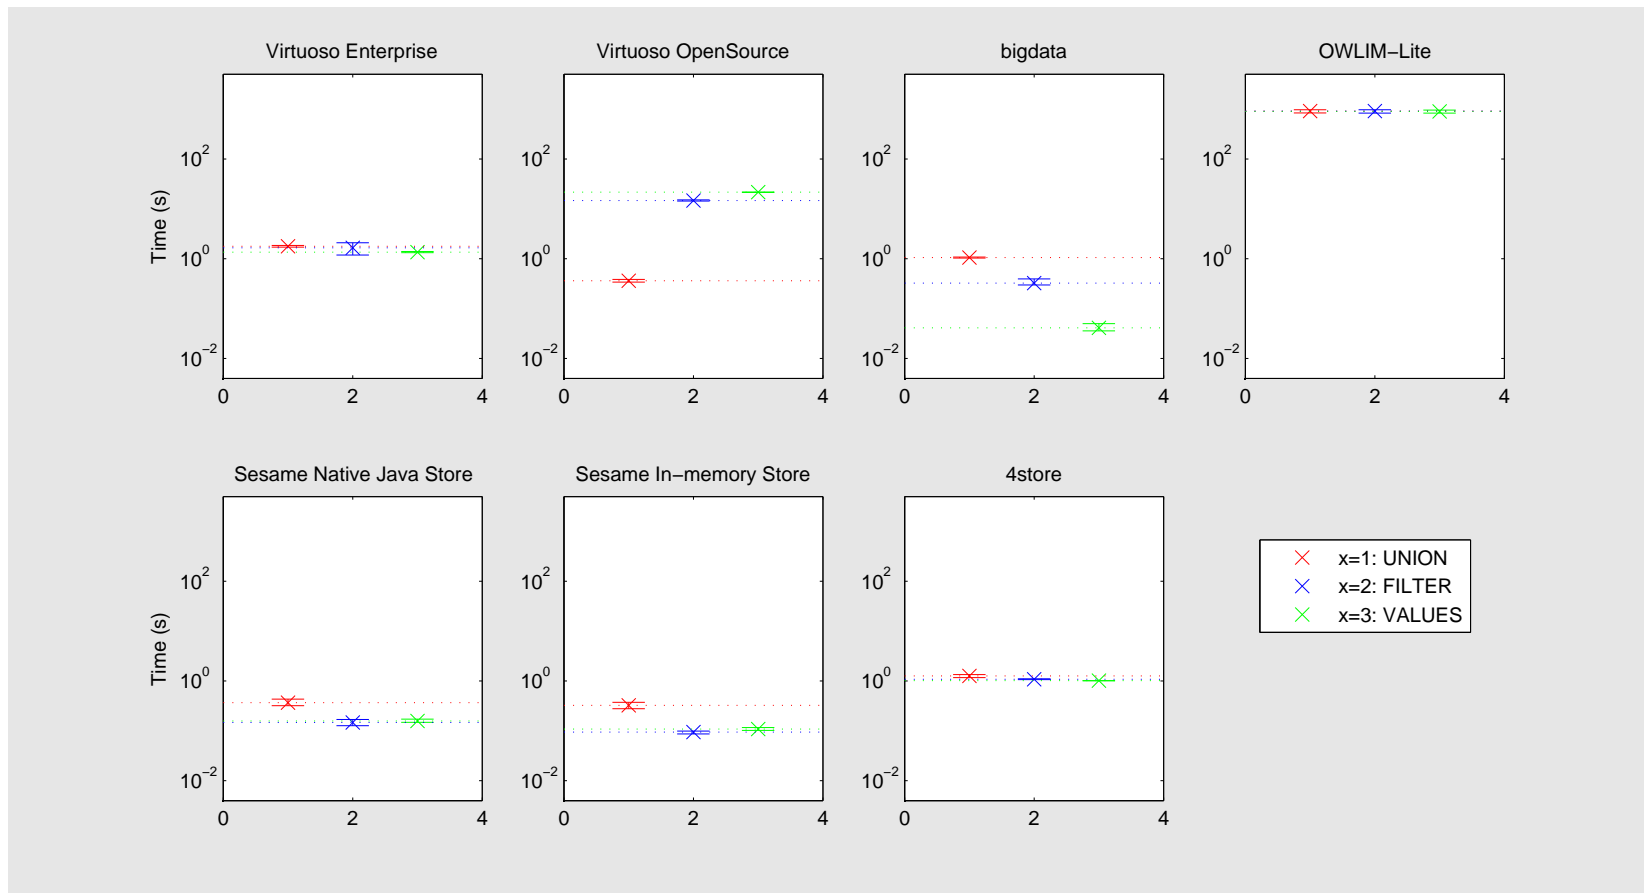 Virtuoso Enterprise
Virtuoso OpenSource
bigdata
OWLIM−Lite
Time (s)
10^2
10^0
10^−2
0 2 4
10^2
10^0
10^−2
0 2 4
10^2
10^0
10^−2
0 2 4
10^2
10^0
10^−2
0 2 4
Sesame Native Java Store
Sesame In−memory Store
4store
Time (s)
10^2
10^0
10^−2
0 2 4
10^2
10^0
10^−2
0 2 4
10^2
10^0
10^−2
0 2 4
x=1: UNION
x=2: FILTER
x=3: VALUES